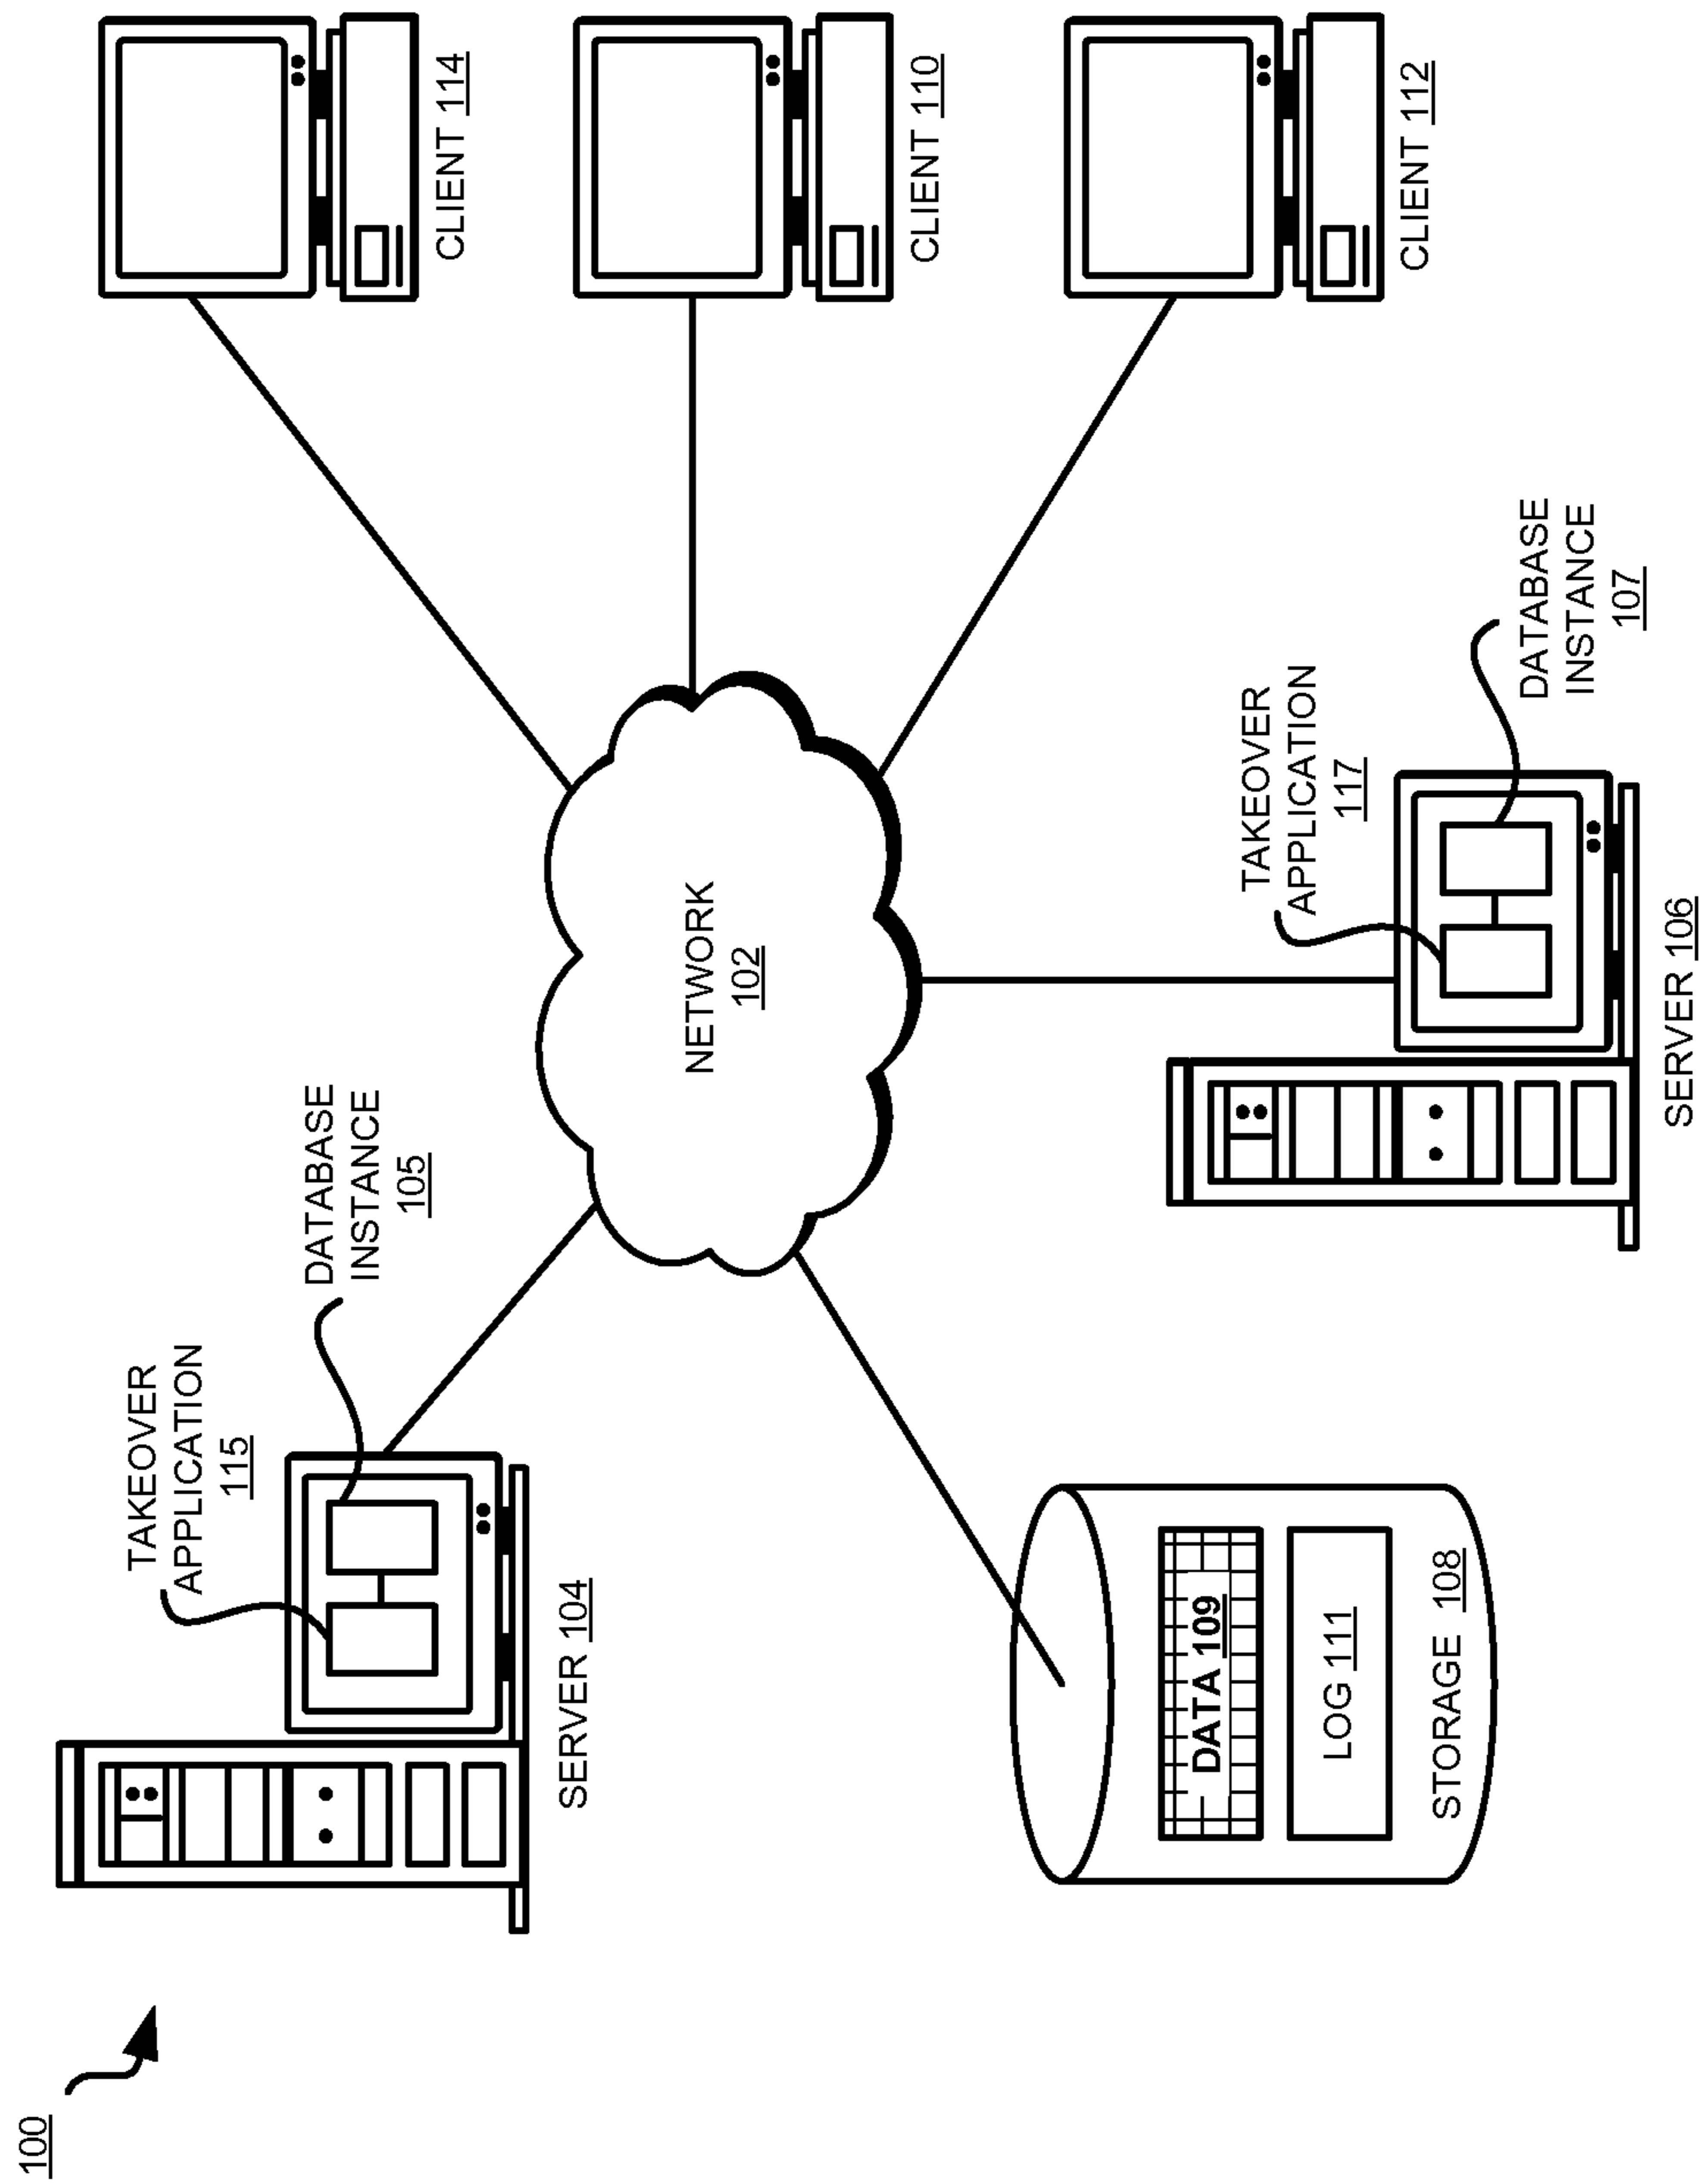 100
TAKEOVER
APPLICATION
115
DATABASE
INSTANCE
105
SERVER 104
CLIENT 114
NETWORK
102
CLIENT 110
DATA 109
LOG 111
STORAGE 108
TAKEOVER
APPLICATION
117
DATABASE
INSTANCE
107
SERVER 106
CLIENT 112